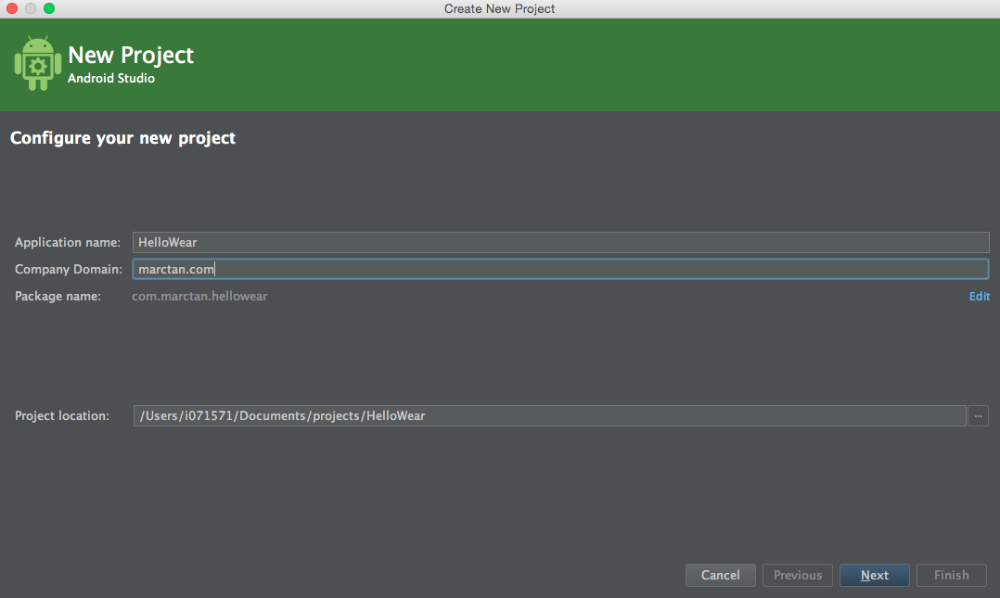 Create New Project
New Project
Android Studio
Configure your new project
Application name: HelloWear
Company Domain: marctan.com
Package name: com.marctan.hellowear Edit
Project location: /Users/i071571/Documents/projects/HelloWear ...
Cancel Previous Next Finish